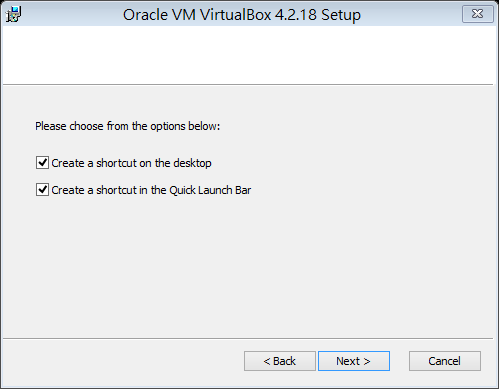 Oracle VM VirtualBox 4.2.18 Setup
Please choose from the options below:
Create a shortcut on the desktop
Create a shortcut in the Quick Launch Bar
< Back Next > Cancel